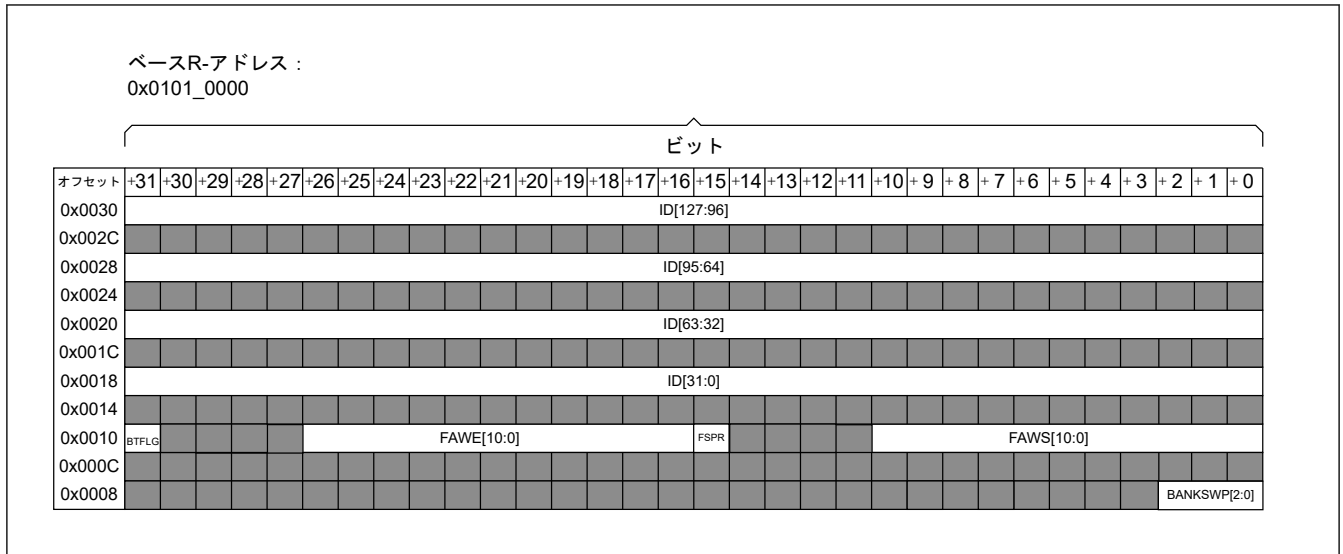 ベースR-アドレス：
0x0101_0000
ビット
オフセット +31 +30 +29 +28 +27 +26 +25 +24 +23 +22 +21 +20 +19 +18 +17 +16 +15 +14 +13 +12 +11 +10 + 9 + 8 + 7 +6 + 5 + 4 + 3 + 2 + 1 + 0
0x0030 ID[127:96]
0x002C
0x0028 ID[95:64]
0x0024
0x0020 ID[63:32]
0x001C
0x0018 ID[31:0]
0x0014
0x0010 BTFLG FAWE[10:0] FSPR FAWS[10:0]
0x000C
0x0008 BANKSWP[2:0]